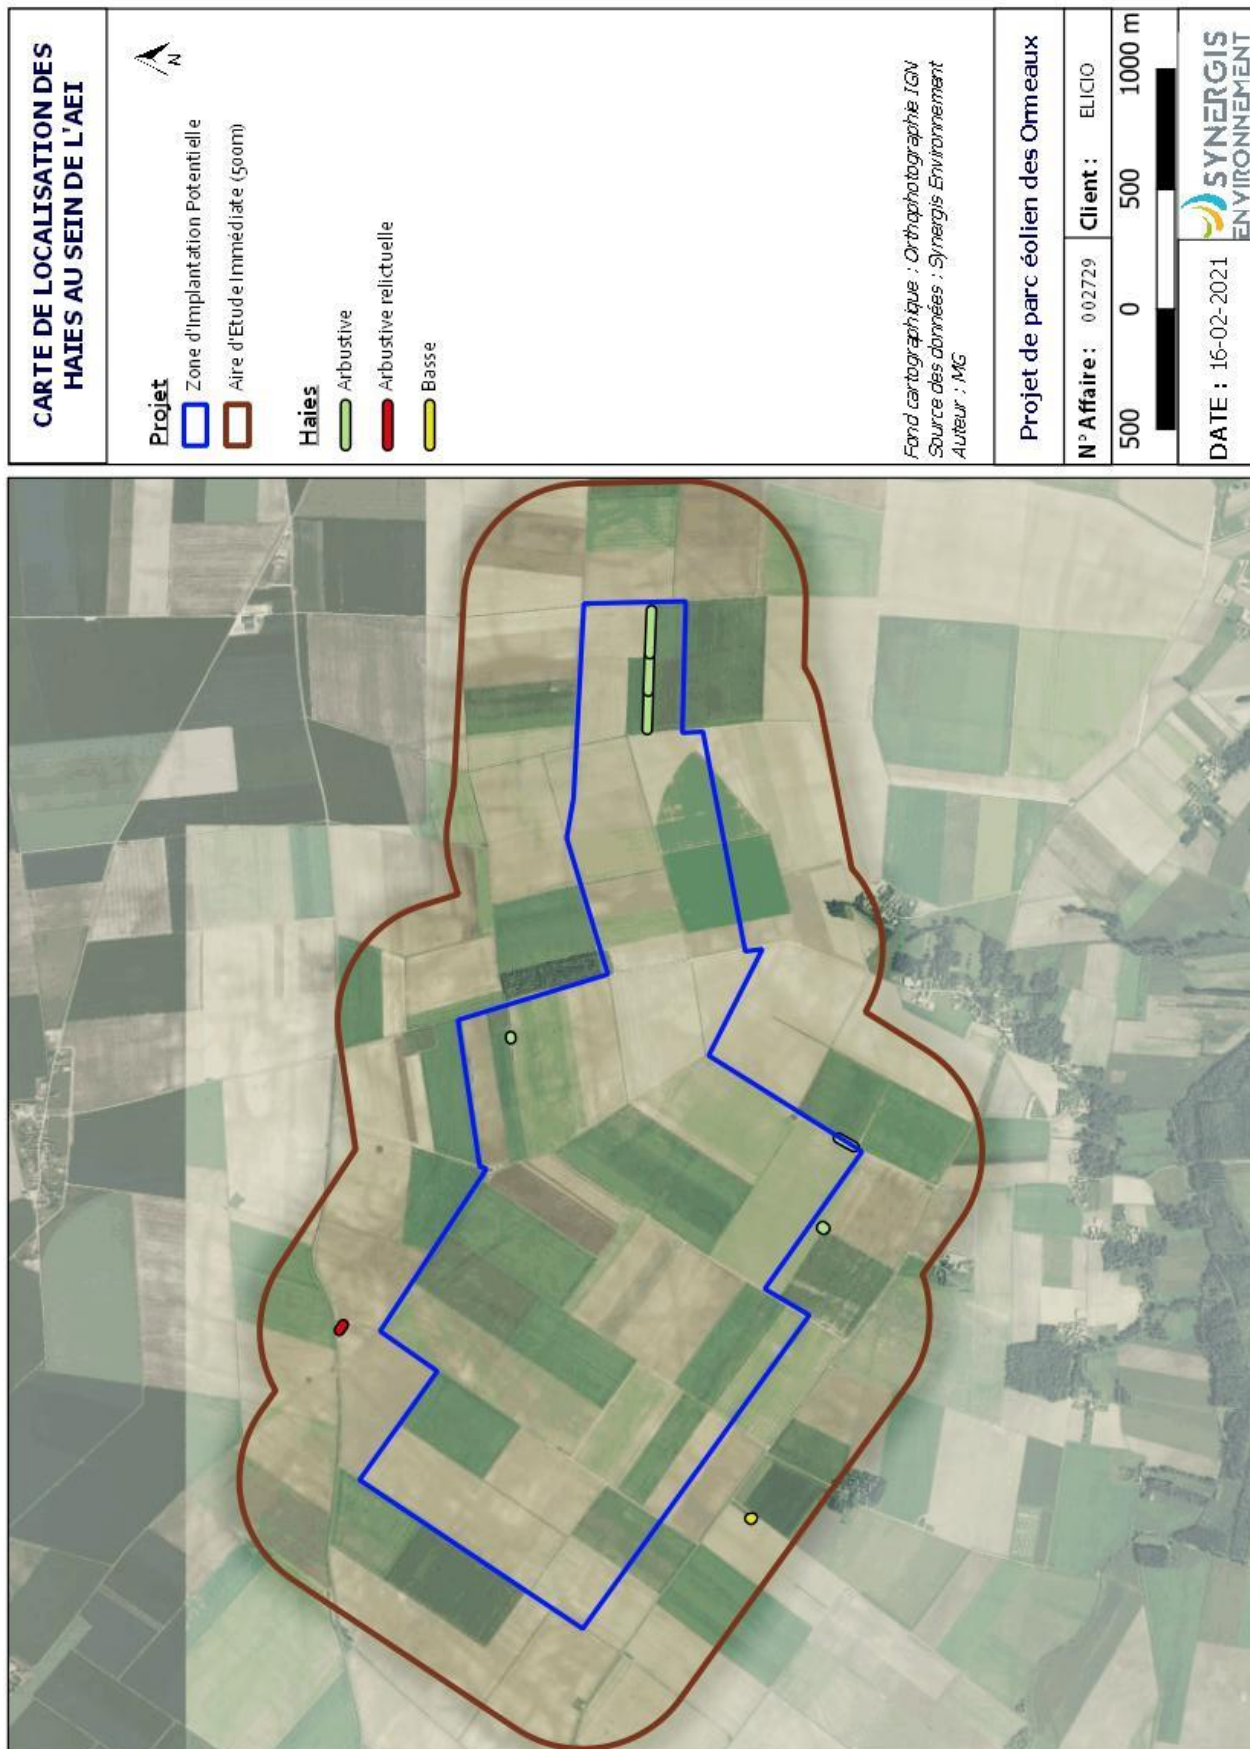 CARTE DE LOCALISATION DES
HAIES AU SEIN DE L'AEI
N
Projet
Zone d'Implantation Potentielle
Aire d'Etude Immédiate (500m)
Haies
Arbustive
Arbustive relictuelle
Basse
Fond cartographique : Orthophotographie IGN
Source des données : Synergis Environnement
Auteur : MG
Projet de parc éolien des Ormeaux
N° Affaire : 002729
Client : ELICIO
500 0 500 1000 m
DATE : 16-02-2021
SYNERGIS
ENVIRONNEMENT